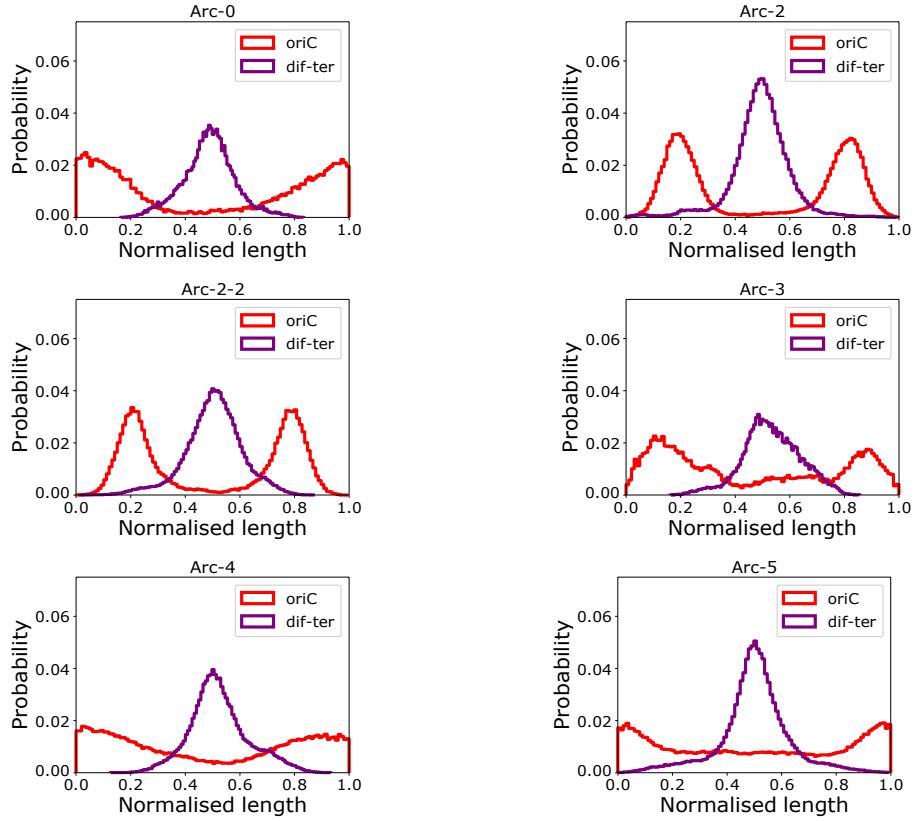 Arc-0
Probability
0.06
0.04
0.02
0.00
oriC
dif-ter
0.0 0.2 0.4 0.6 0.8 1.0
Normalised length
Arc-2
Probability
0.06
0.04
0.02
0.00
oriC
dif-ter
0.0 0.2 0.4 0.6 0.8 1.0
Normalised length
Arc-2-2
Probability
0.06
0.04
0.02
0.00
oriC
dif-ter
0.0 0.2 0.4 0.6 0.8 1.0
Normalised length
Arc-3
Probability
0.06
0.04
0.02
0.00
oriC
dif-ter
0.0 0.2 0.4 0.6 0.8 1.0
Normalised length
Arc-4
Probability
0.06
0.04
0.02
0.00
oriC
dif-ter
0.0 0.2 0.4 0.6 0.8 1.0
Normalised length
Arc-5
Probability
0.06
0.04
0.02
0.00
oriC
dif-ter
0.0 0.2 0.4 0.6 0.8 1.0
Normalised length